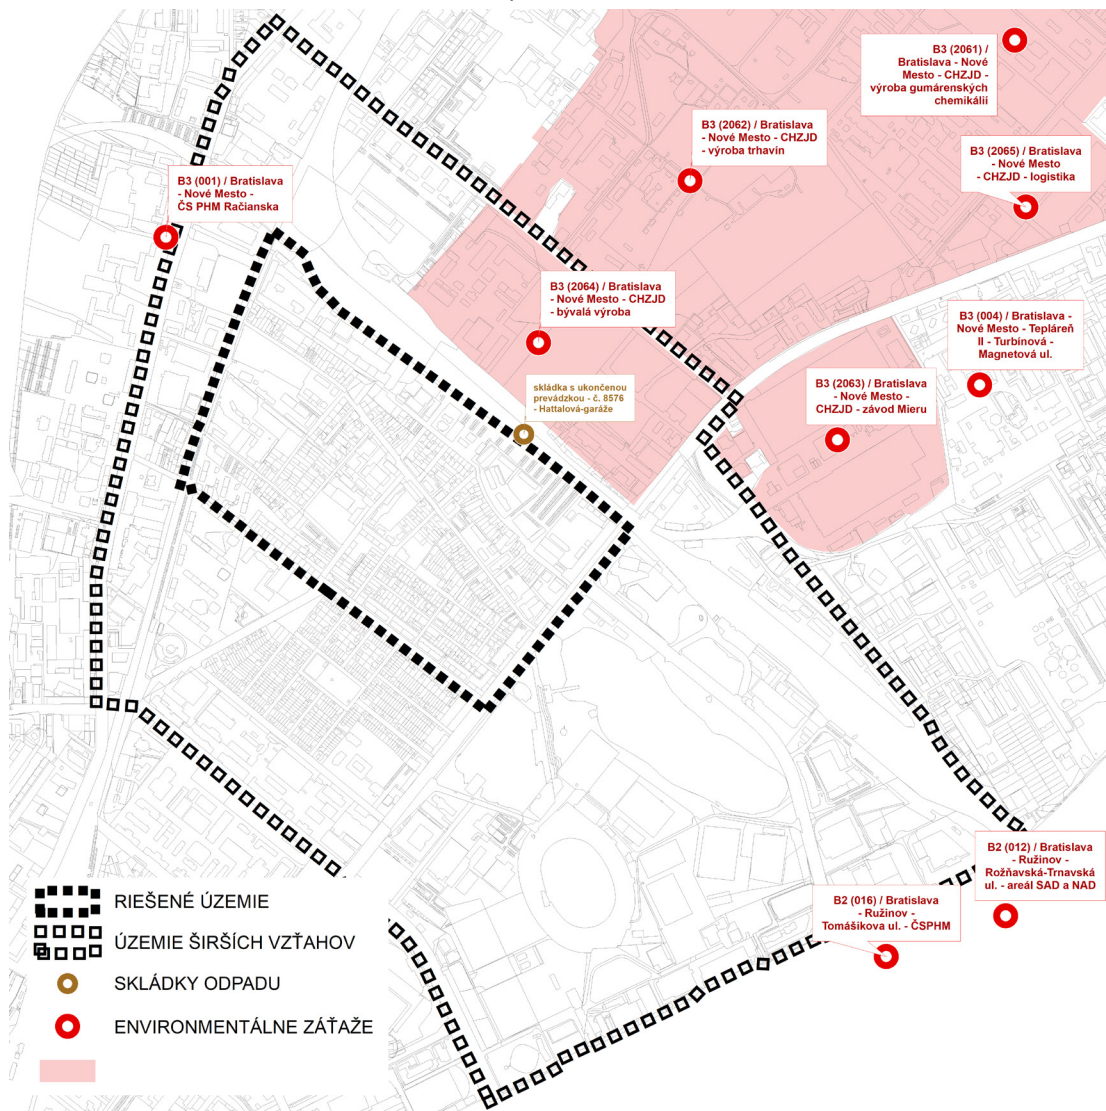 B3 (2061) /
Bratislava - Nové
Mesto - CHZJD -
výroba gumárenských
chemikálií
B3 (2062) / Bratislava
- Nové Mesto - CHZJD
- výroba trhavín
B3 (2065) / Bratislava
- Nové Mesto
- CHZJD - logistika
B3 (001) / Bratislava
- Nové Mesto -
ČS PHM Račianska
B3 (2064) / Bratislava
- Nové Mesto - CHZJD
- bývalá výroba
B3 (004) / Bratislava -
Nové Mesto - Tepláreň
II - Turbínová -
Magnetová ul.
skládka s ukončenou
prevádzkou - č. 8576
- Hattalová-garáže
B3 (2063) / Bratislava
- Nové Mesto -
CHZJD - závod Mieru
B2 (012) / Bratislava
- Ružinov -
Rožňavská-Trnavská
ul. - areál SAD a NAD
B2 (016) / Bratislava
- Ružinov -
Tomášikova ul. - ČSPHM
RIEŠENÉ ÚZEMIE
ÚZEMIE ŠIRŠÍCH VZŤAHOV
SKLÁDKY ODPADU
ENVIRONMENTÁLNE ZÁŤAŽE